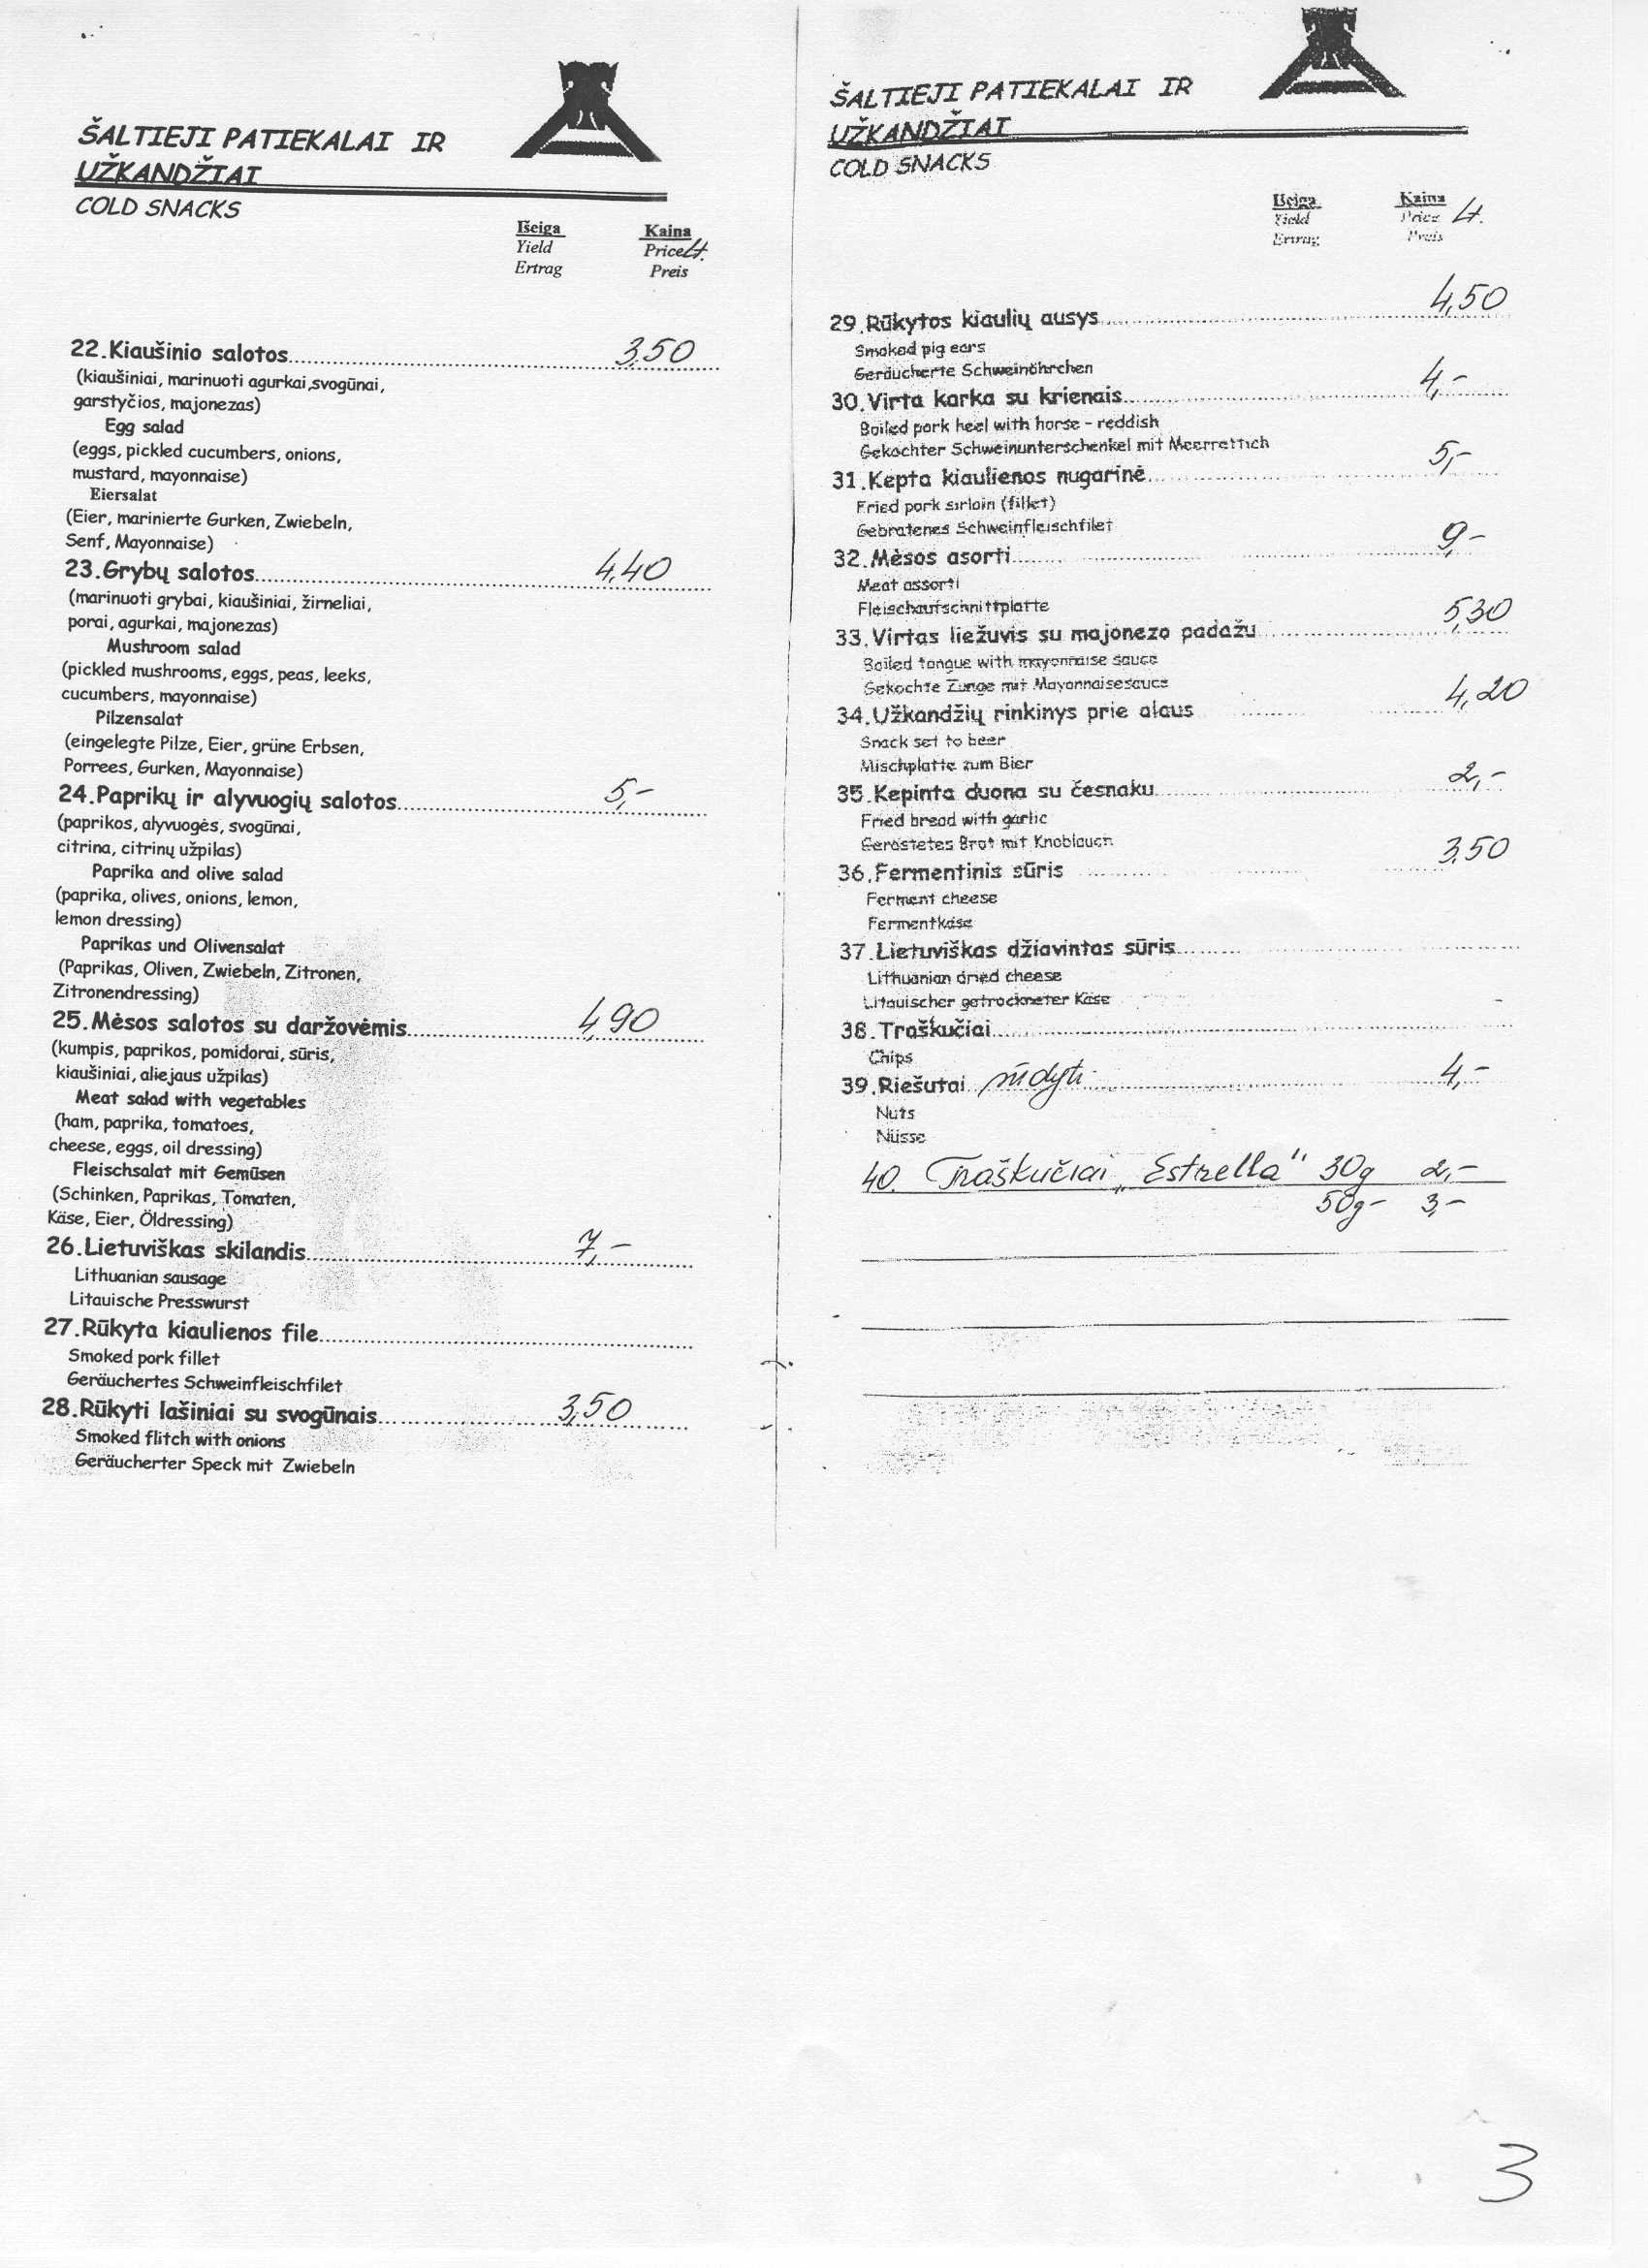 ŠALTIEJI PATIEKALAI IR
UŽKANDŽIAI
COLD SNACKS
Išeiga Kaina
Yield Price Lt.
Ertrag Preis
22.Kiaušinio salotos 3.50
(kiaušiniai, marinuoti agurkai,svogūnai,
garstyčios, majonezas)
Egg salad
(eggs, pickled cucumbers, onions,
mustard, mayonnaise)
Eiersalat
(Eier, marinierte Gurken, Zwiebeln,
Senf, Mayonnaise)
23.Grybų salotos 4,40
(marinuoti grybai, kiaušiniai, žirneliai,
porai, agurkai, majonezas)
Mushroom salad
(pickled mushrooms, eggs, peas, leeks,
cucumbers, mayonnaise)
Pilzensalat
(eingelegte Pilze, Eier, grüne Erbsen,
Porrees, Gurken, Mayonnaise)
24.Paprikų ir alyvuogių salotos 5,-
(paprikos, alyvuogės, svogūnai,
citrina, citrinų užpilas)
Paprika and olive salad
(paprika, olives, onions, lemon,
lemon dressing)
Paprikas und Olivensalat
(Paprikas, Oliven, Zwiebeln, Zitronen,
Zitronendressing)
25.Mėsos salotos su daržovėmis 4,90
(kumpis, paprikos, pomidorai, sūris,
kiaušiniai, aliejaus užpilas)
Meat salad with vegetables
(ham, paprika, tomatoes,
cheese, eggs, oil dressing)
Fleischsalat mit Gemüsen
(Schinken, Paprikas, Tomaten,
Käse, Eier, Öldressing)
26.Lietuviškas skilandis 7,-
Lithuanian sausage
Litauische Presswurst
27.Rūkyta kiaulienos file
Smoked pork fillet
Geräuchertes Schweinfleischfilet
28.Rūkyti lašiniai su svogūnais 3,50
Smoked flitch with onions
Geräucherter Speck mit Zwiebeln
ŠALTIEJI PATIEKALAI IR
UŽKANDŽIAI
COLD SNACKS
Išeiga Kaina
Yield Price Lt.
Ertrag Preis
29.Rūkytos kiaulių ausys 4,50
Smoked pig ears
Geräucherte Schweinöhrchen
30.Virta karka su krienais 4,-
Boiled pork heel with horse - reddish
Gekochter Schweinunterschenkel mit Meerrettich
31.Kepta kiaulienos nugarinė 5,-
Fried pork sirloin (fillet)
Gebratenes Schweinfleischfilet
32.Mėsos asorti 9,-
Meat assorti
Fleischaufschnittplatte
33.Virtas liežuvis su majonezo padažu 5,30
Boiled tongue with mayonnaise sauce
Gekochte Zunge mit Mayonnaisesauce
34.Užkandžių rinkinys prie alaus 4,20
Snack set to beer
Mischplatte zum Bier
35.Kepinta duona su česnaku 2,-
Fried bread with garlic
Geröstetes Brot mit Knoblauch
36.Fermentinis sūris 3.50
Ferment cheese
Fermentkäse
37.Lietuviškas džiavintas sūris
Lithuanian dried cheese
Litauischer getrockneter Käse
38.Traškučiai
Chips
39.Riešutai sūdyti 4,-
Nuts
Nüsse
40. Traškučiai „Estrella" 30g 2,-
50g- 3,-
3